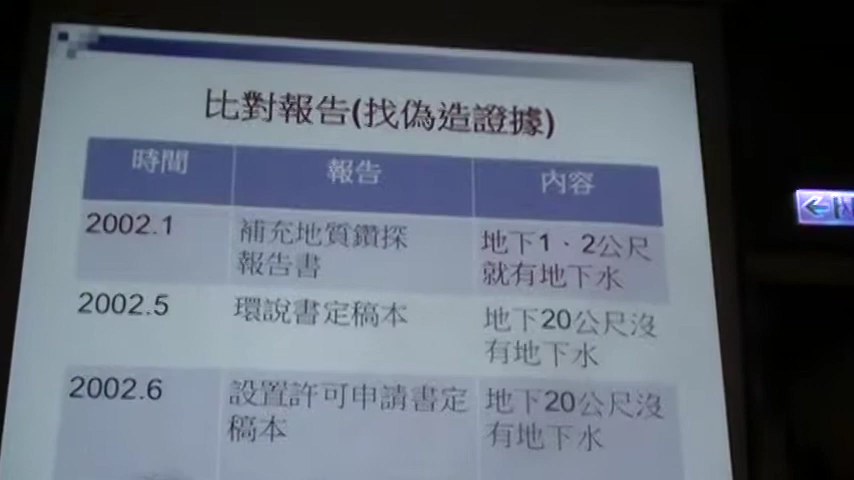 比對報告(找偽造證據)
時間 報告 內容
2002.1 補充地質鑽探 地下1、2公尺
報告書 就有地下水
2002.5 環說書定稿本 地下20公尺沒
有地下水
2002.6 設置許可申請書定 地下20公尺沒
稿本 有地下水